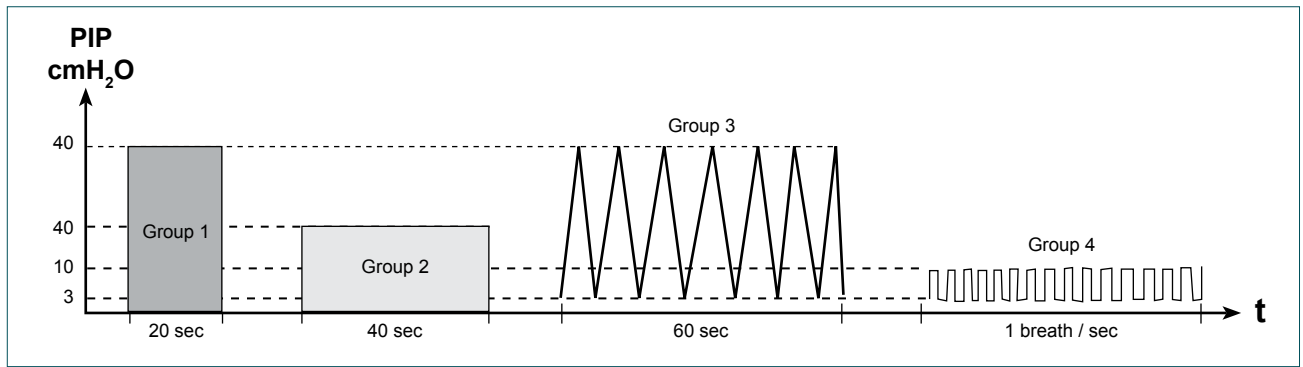 PIP
cmH₂O
40
Group 3
40
Group 1
Group 2
Group 4
10
3
t
20 sec
40 sec
60 sec
1 breath / sec